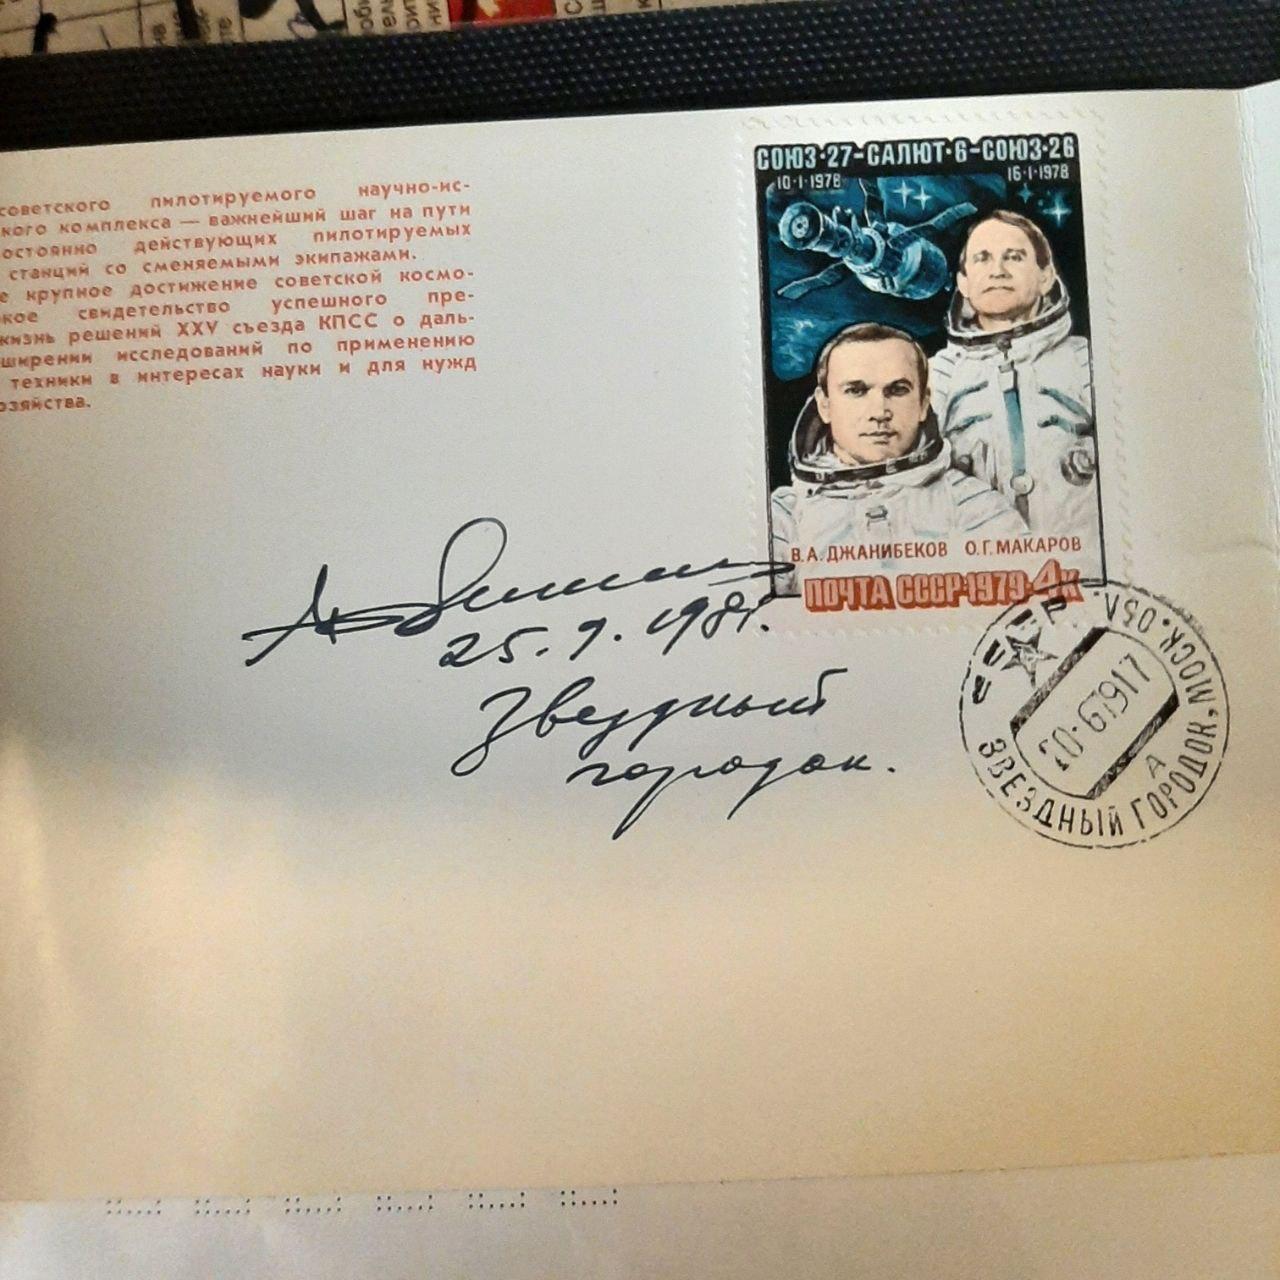 советского пилотируемого научно-ис-
кого комплекса — важнейший шаг на пути
остоянно действующих пилотируемых
станций со сменяемыми экипажами.
е крупное достижение советской космо-
кое свидетельство успешного пре-
жизнь решений XXV съезда КПСС о даль-
ширении исследований по применению
техники в интересах науки и для нужд
озяйства.
СОЮЗ·27-САЛЮТ·6-СОЮЗ·26
10·1·1978 16·1·1978
В.А.ДЖАНИБЕКОВ О.Г.МАКАРОВ
ПОЧТА СССР·1979·4к
25.9.1981.
Звездный
городок.
СССР
ЗВЕЗДНЫЙ ГОРОДОК, МОСК. ОБЛ.
А